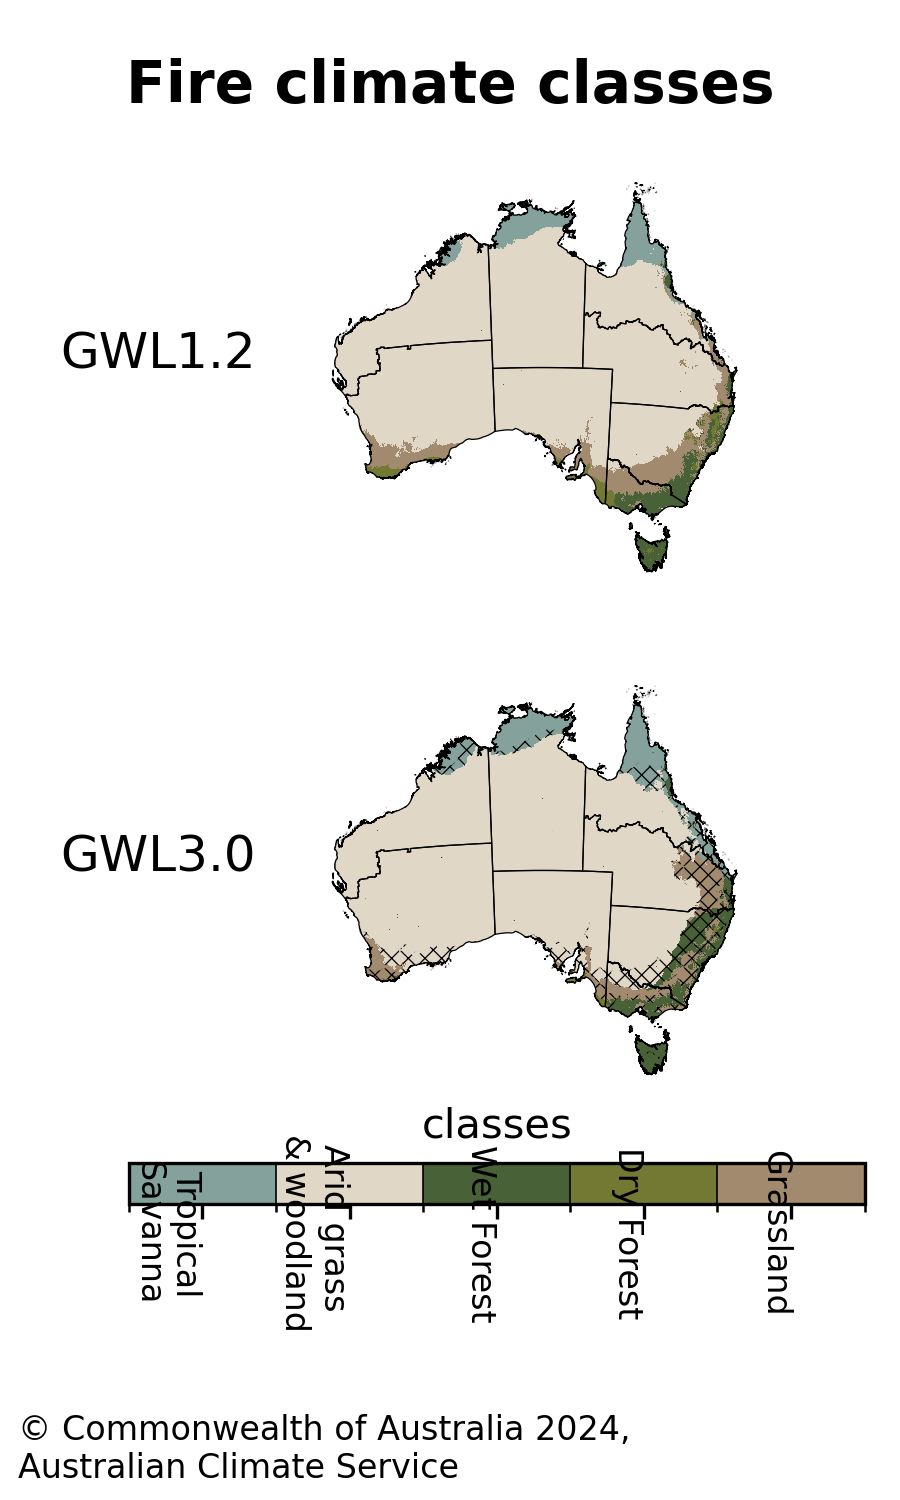 Fire climate classes
GWL1.2
GWL3.0
classes
Tropical
Savanna
Arid grass
& woodland
Wet Forest
Dry Forest
Grassland
© Commonwealth of Australia 2024,
Australian Climate Service